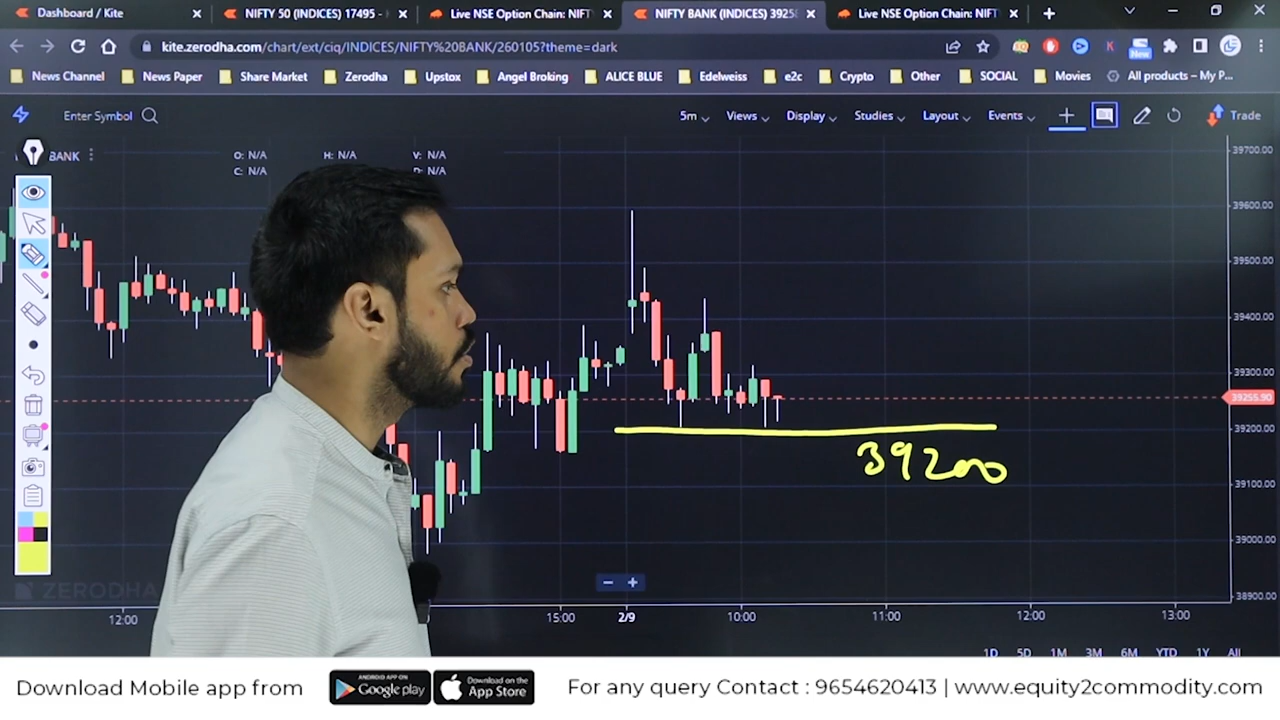 Dashboard / Kite
NIFTY 50 (INDICES) 17495 -
Live NSE Option Chain: NIFT
NIFTY BANK (INDICES) 3925
Live NSE Option Chain: NIFT
kite.zerodha.com/chart/ext/ciq/INDICES/NIFTY%20BANK/260105?theme=dark
New
News Channel
News Paper
Share Market
Zerodha
Upstox
Angel Broking
ALICE BLUE
Edelweiss
e2c
Crypto
Other
SOCIAL
Movies
All products – My P...
Enter Symbol
5m
Views
Display
Studies
Layout
Events
Trade
BANK
O: N/A
H: N/A
V: N/A
C: N/A
N/A
39700.00
39600.00
39500.00
39400.00
39300.00
39255.90
39200.00
39100.00
39000.00
38900.00
39200
ZERODHA
12:00
15:00
2/9
10:00
11:00
12:00
13:00
1D
5D
1M
3M
6M
YTD
1Y
All
Download Mobile app from
ANDROID APP ON
Google play
Download on the
App Store
For any query Contact : 9654620413 | www.equity2commodity.com